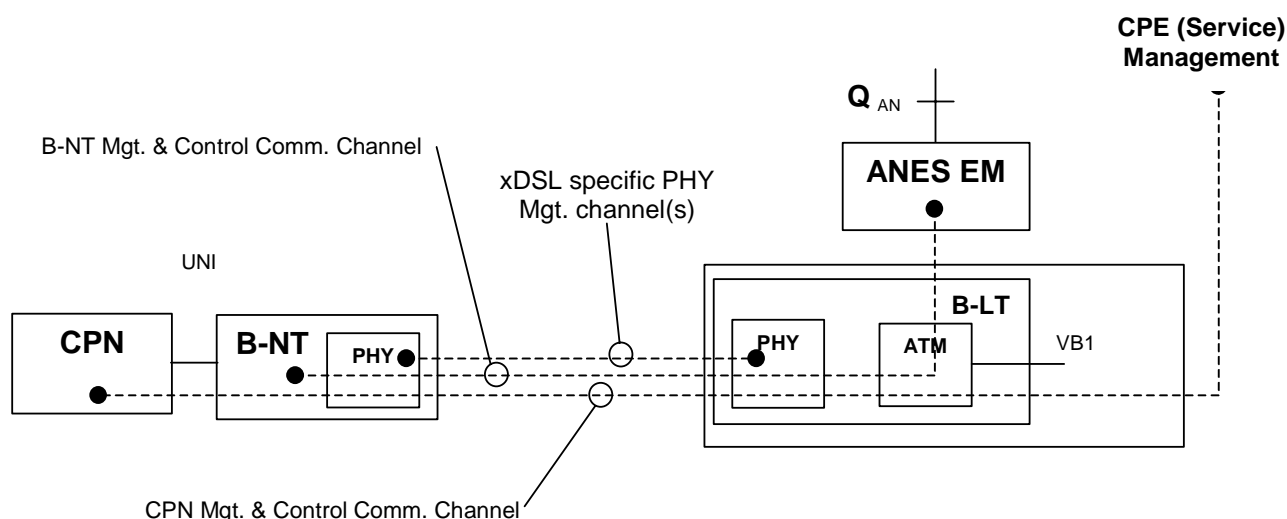 CPE (Service)
Management
Q AN
B-NT Mgt. & Control Comm. Channel
ANES EM
xDSL specific PHY
Mgt. channel(s)
UNI
B-LT
CPN
B-NT
PHY
PHY
ATM
VB1
CPN Mgt. & Control Comm. Channel